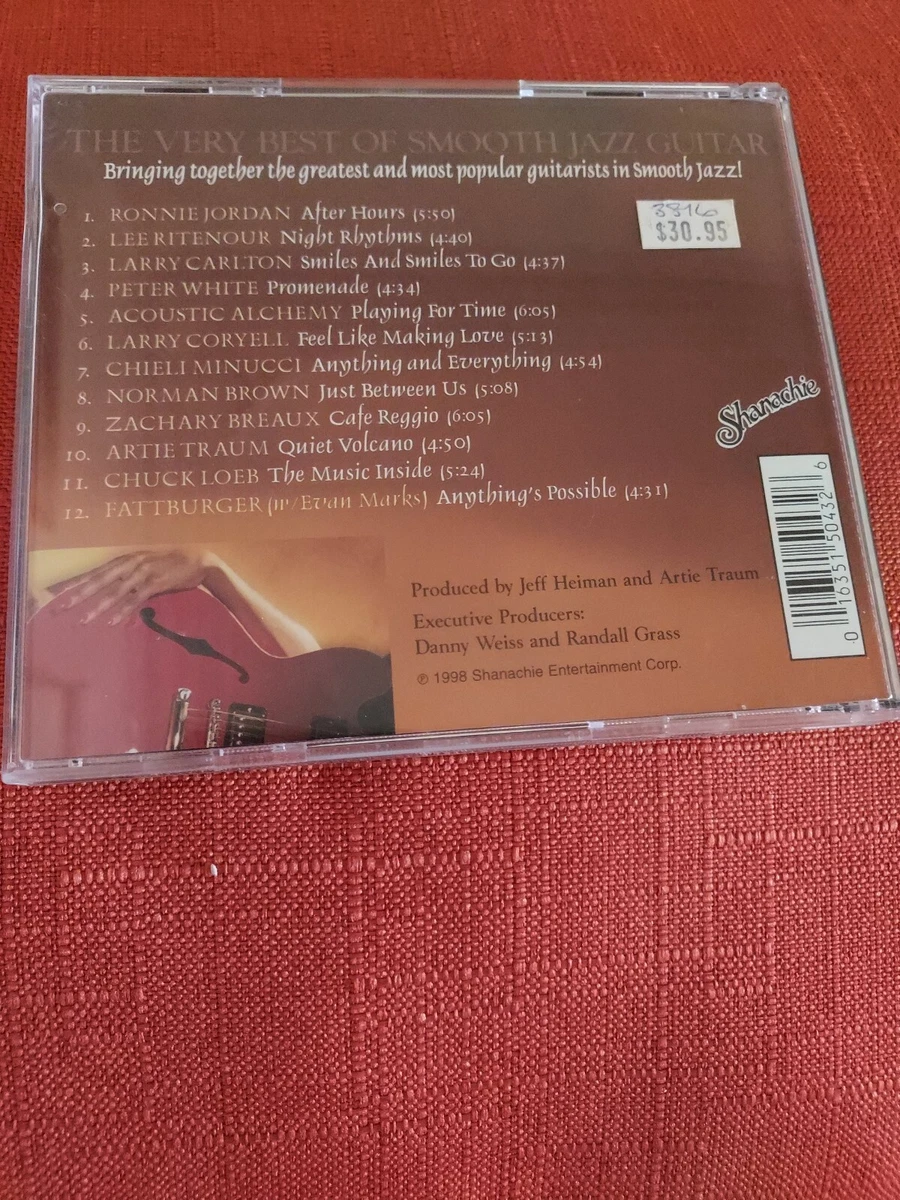 THE VERY BEST OF SMOOTH JAZZ GUITAR
Bringing together the greatest and most popular guitarists in Smooth Jazz!
1. RONNIE JORDAN After Hours (5:50)
2. LEE RITENOUR Night Rhythms (4:40)
3. LARRY CARLTON Smiles And Smiles To Go (4:37)
4. PETER WHITE Promenade (4:34)
5. ACOUSTIC ALCHEMY Playing For Time (6:05)
6. LARRY CORYELL Feel Like Making Love (5:13)
7. CHIELI MINUCCI Anything and Everything (4:54)
8. NORMAN BROWN Just Between Us (5:08)
9. ZACHARY BREAUX Cafe Reggio (6:05)
10. ARTIE TRAUM Quiet Volcano (4:50)
11. CHUCK LOEB The Music Inside (5:24)
12. FATTBURGER (w/Evan Marks) Anything's Possible (4:31)
3816
$30.95
Shanachie
0 16351 50432 6
Produced by Jeff Heiman and Artie Traum
Executive Producers:
Danny Weiss and Randall Grass
℗ 1998 Shanachie Entertainment Corp.